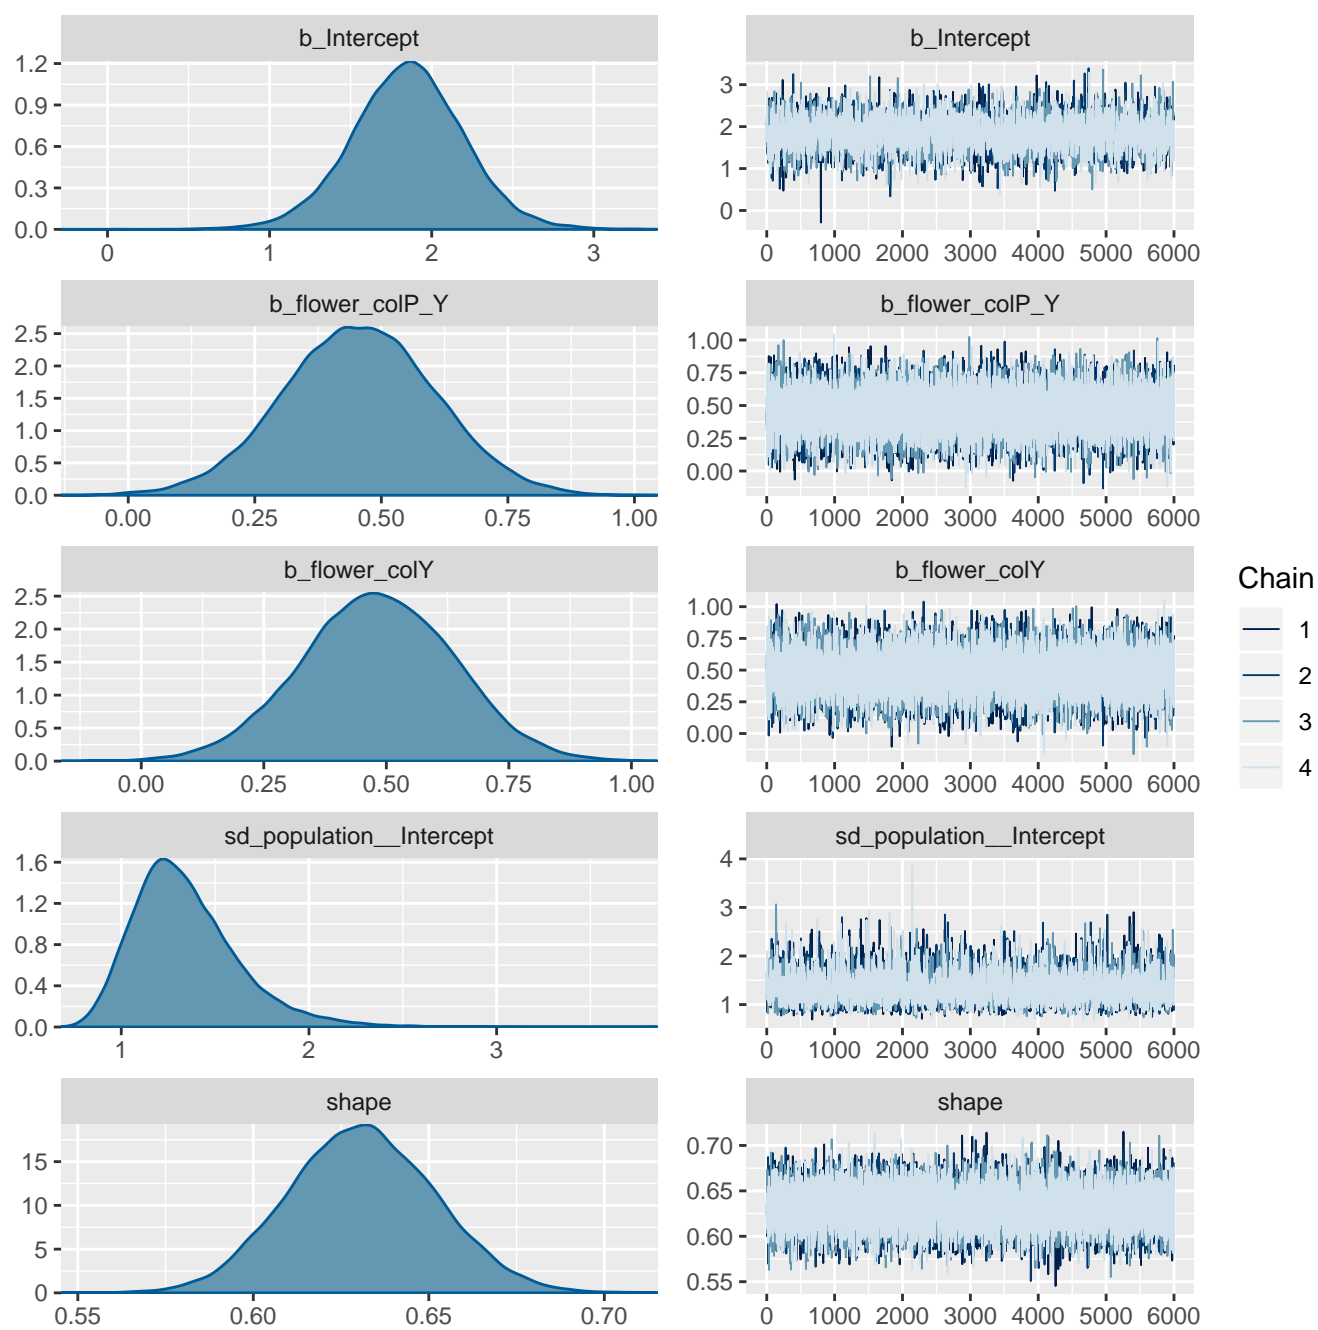 b_Intercept
1.2
0.9
0.6
0.3
0.0
0 1 2 3
b_Intercept
3
2
1
0
0 1000 2000 3000 4000 5000 6000
b_flower_colP_Y
2.5
2.0
1.5
1.0
0.5
0.0
0.00 0.25 0.50 0.75 1.00
b_flower_colP_Y
1.00
0.75
0.50
0.25
0.00
0 1000 2000 3000 4000 5000 6000
b_flower_colY
2.5
2.0
1.5
1.0
0.5
0.0
0.00 0.25 0.50 0.75 1.00
b_flower_colY
1.00
0.75
0.50
0.25
0.00
0 1000 2000 3000 4000 5000 6000
sd_population__Intercept
1.6
1.2
0.8
0.4
0.0
1 2 3
sd_population__Intercept
4
3
2
1
0 1000 2000 3000 4000 5000 6000
shape
15
10
5
0
0.55 0.60 0.65 0.70
shape
0.70
0.65
0.60
0.55
0 1000 2000 3000 4000 5000 6000
Chain
1
2
3
4